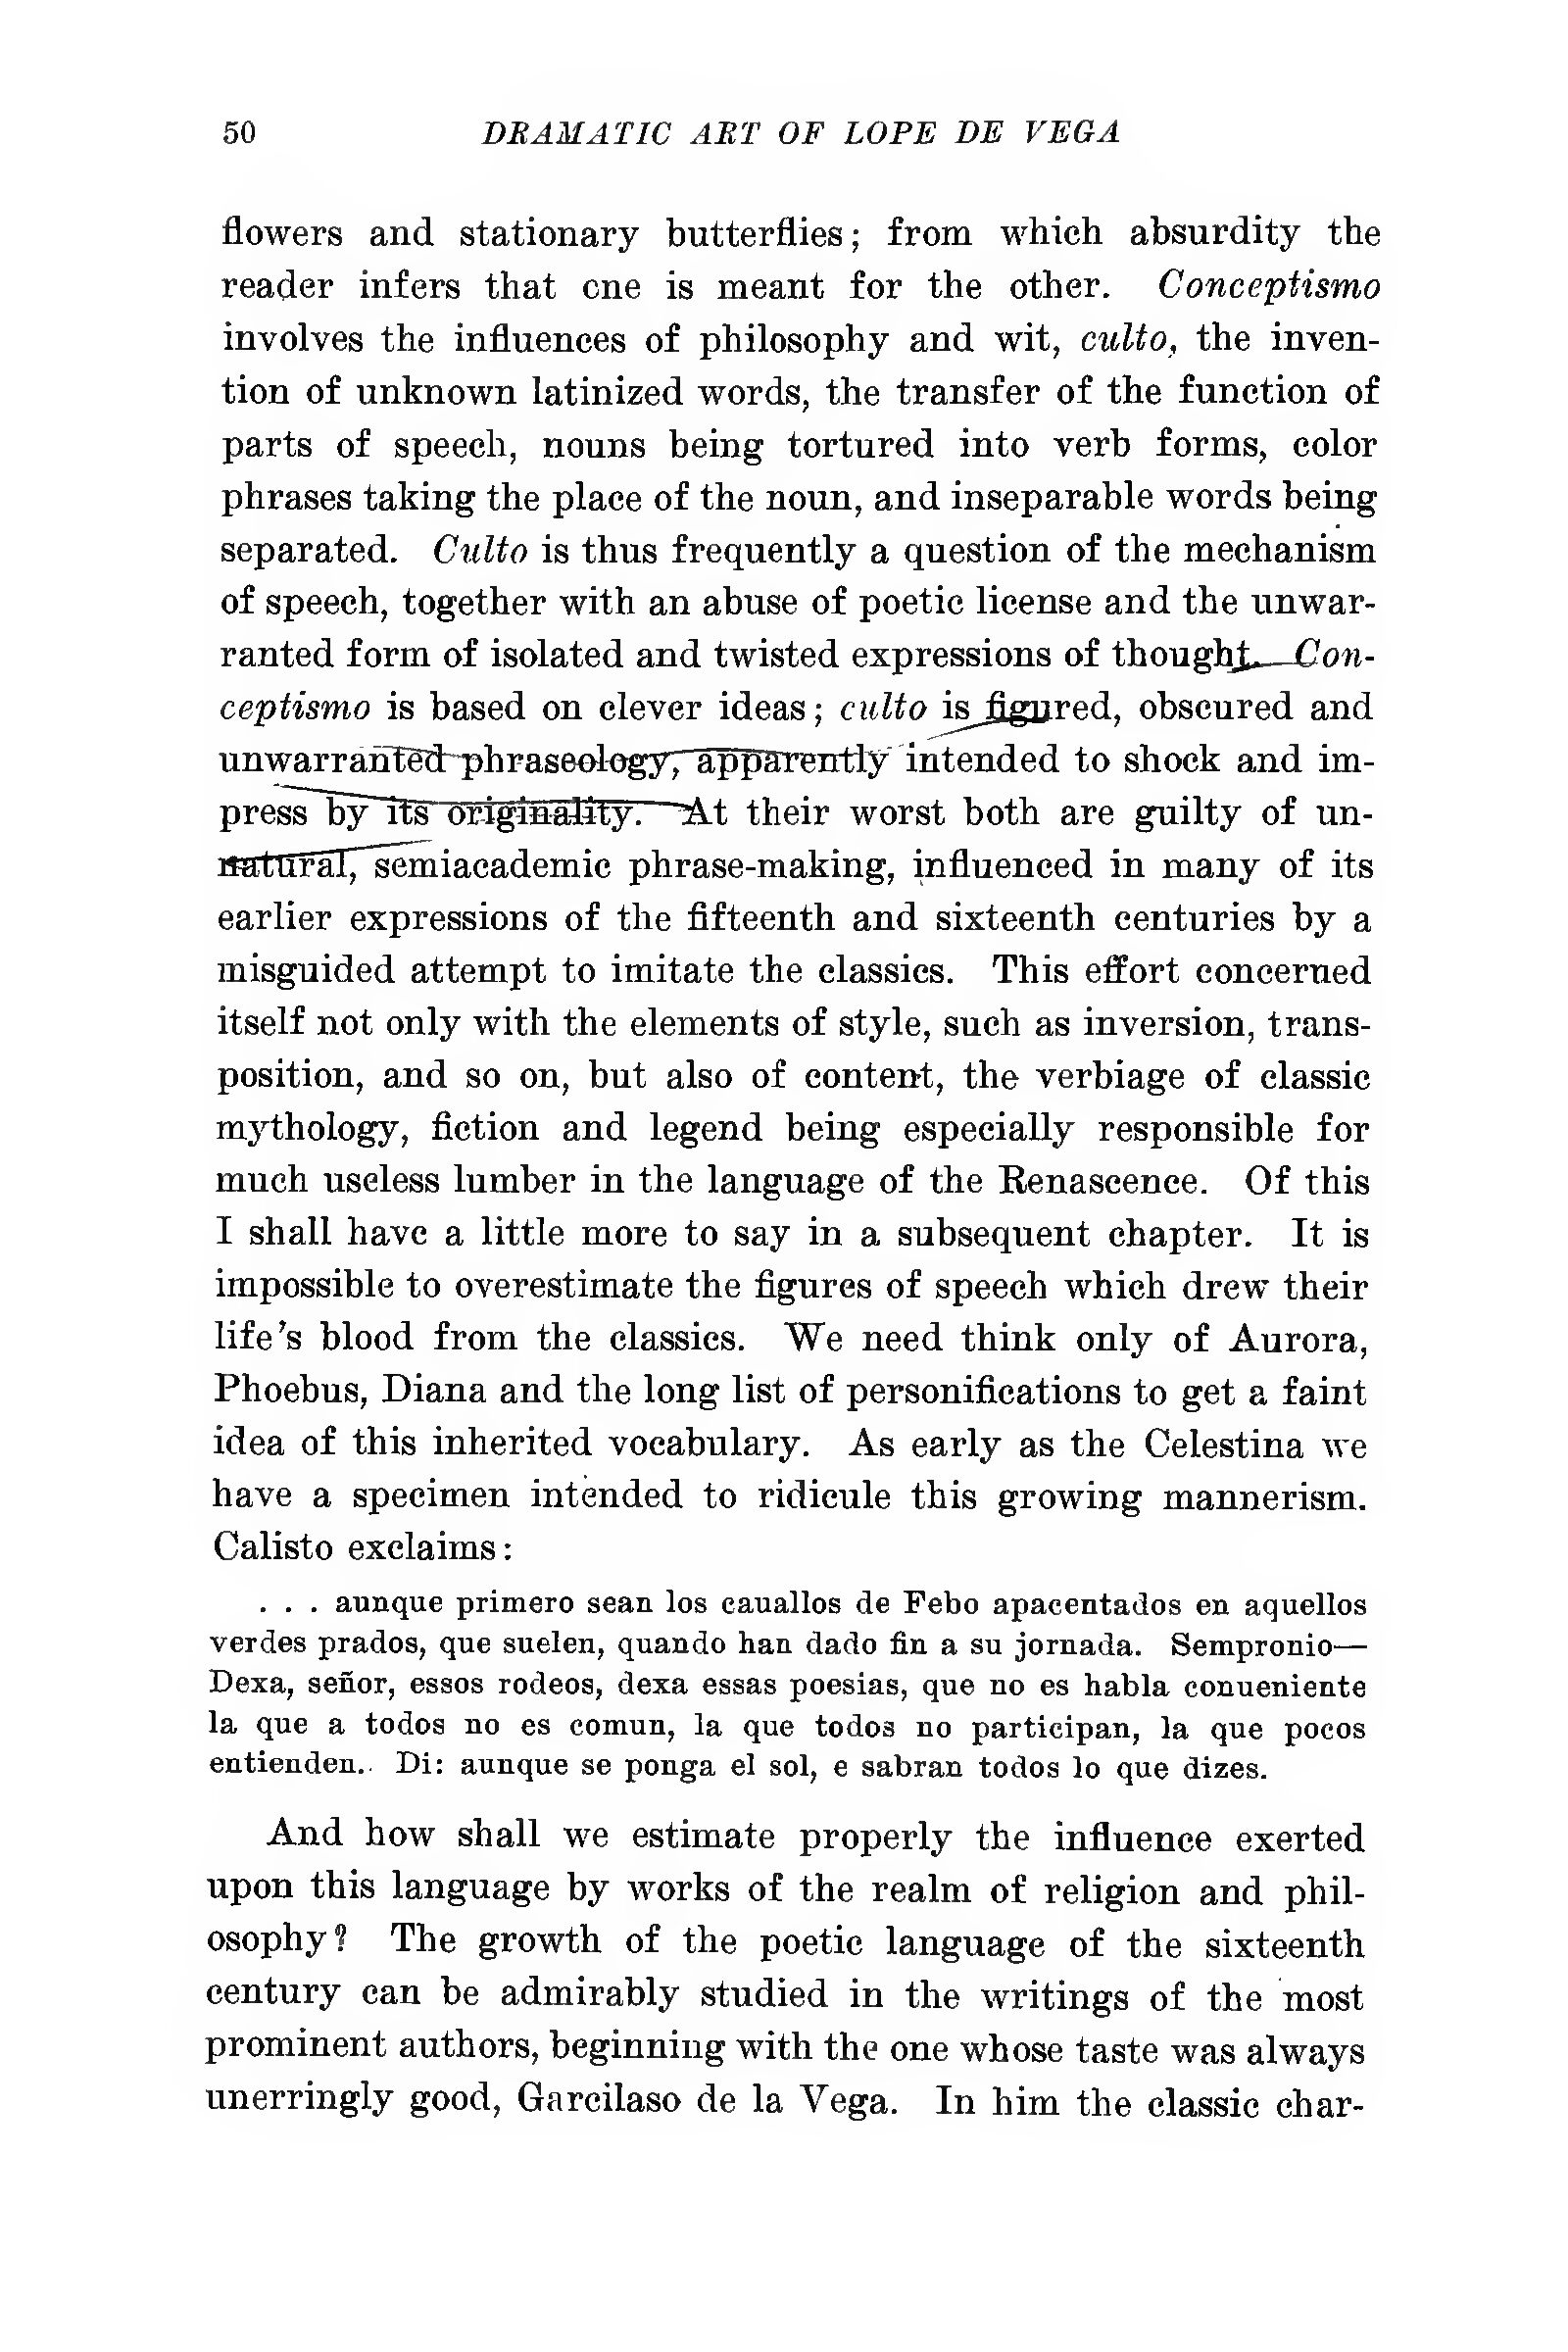 50 DRAMATIC ART OF LOPE DE VEGA
flowers and stationary butterflies; from which absurdity the
reader infers that one is meant for the other. Conceptismo
involves the influences of philosophy and wit, culto, the inven-
tion of unknown latinized words, the transfer of the function of
parts of speech, nouns being tortured into verb forms, color
phrases taking the place of the noun, and inseparable words being
separated. Culto is thus frequently a question of the mechanism
of speech, together with an abuse of poetic license and the unwar-
ranted form of isolated and twisted expressions of thought. Con-
ceptismo is based on clever ideas; culto is figured, obscured and
unwarranted phraseology, apparently intended to shock and im-
press by its originality. At their worst both are guilty of un-
natural, semiacademic phrase-making, influenced in many of its
earlier expressions of the fifteenth and sixteenth centuries by a
misguided attempt to imitate the classics. This effort concerned
itself not only with the elements of style, such as inversion, trans-
position, and so on, but also of content, the verbiage of classic
mythology, fiction and legend being especially responsible for
much useless lumber in the language of the Renascence. Of this
I shall have a little more to say in a subsequent chapter. It is
impossible to overestimate the figures of speech which drew their
life's blood from the classics. We need think only of Aurora,
Phoebus, Diana and the long list of personifications to get a faint
idea of this inherited vocabulary. As early as the Celestina we
have a specimen intended to ridicule this growing mannerism.
Calisto exclaims:
. . . aunque primero sean los cauallos de Febo apacentados en aquellos
verdes prados, que suelen, quando han dado fin a su jornada. Sempronio—
Dexa, señor, essos rodeos, dexa essas poesias, que no es habla conueniente
la que a todos no es comun, la que todos no participan, la que pocos
entienden. Di: aunque se ponga el sol, e sabran todos lo que dizes.
And how shall we estimate properly the influence exerted
upon this language by works of the realm of religion and phil-
osophy? The growth of the poetic language of the sixteenth
century can be admirably studied in the writings of the most
prominent authors, beginning with the one whose taste was always
unerringly good, Garcilaso de la Vega. In him the classic char-